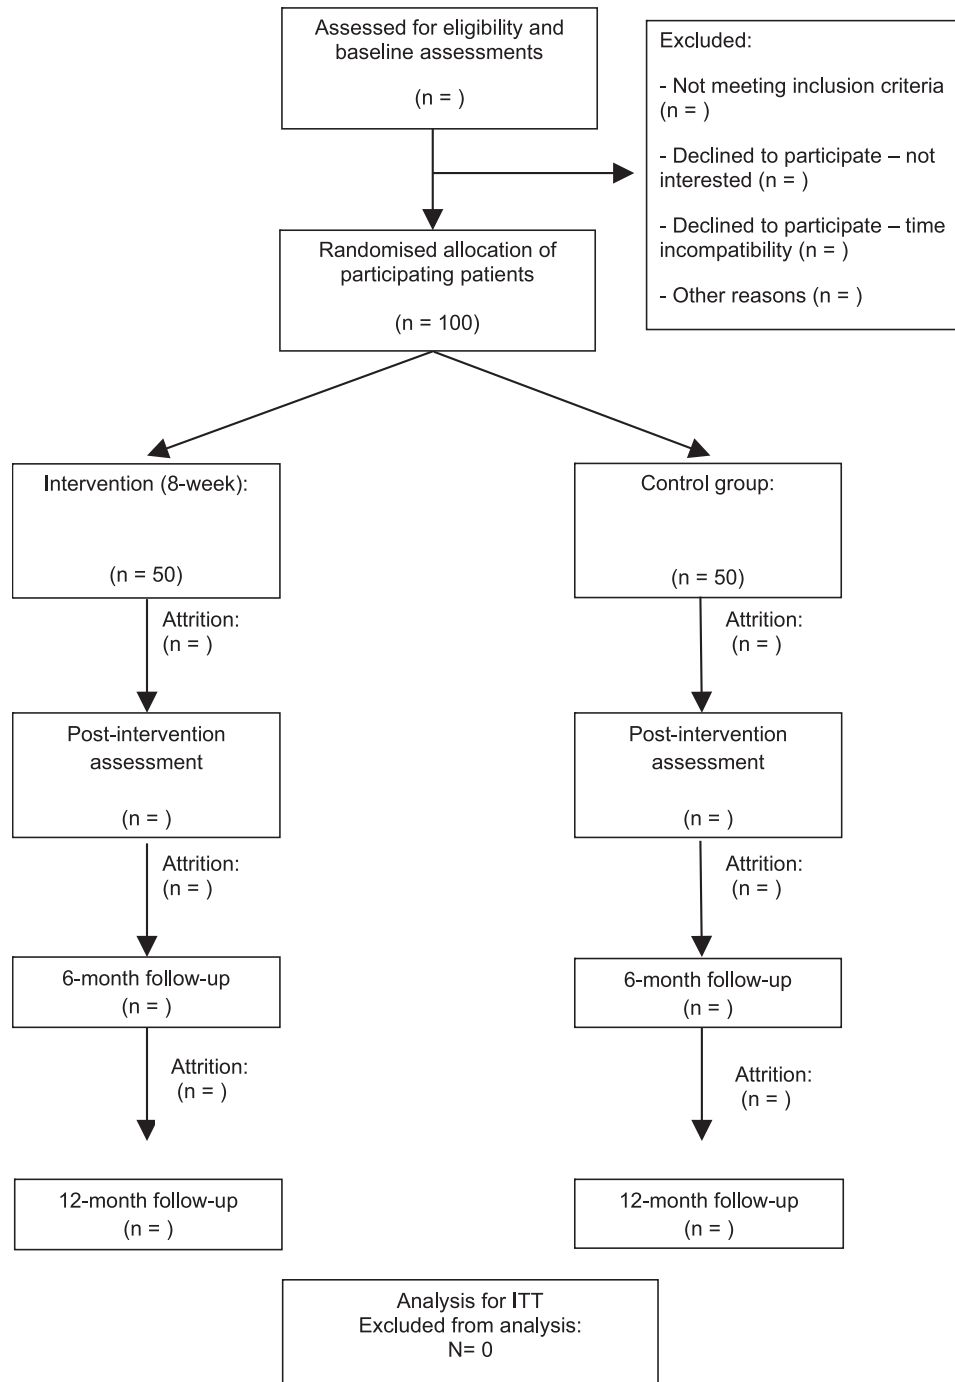 Assessed for eligibility and
baseline assessments
(n = )
Excluded:
- Not meeting inclusion criteria
(n = )
- Declined to participate – not
interested (n = )
- Declined to participate – time
incompatibility (n = )
- Other reasons (n = )
Randomised allocation of
participating patients
(n = 100)
Intervention (8-week):
(n = 50)
Control group:
(n = 50)
Attrition:
(n = )
Attrition:
(n = )
Post-intervention
assessment
(n = )
Post-intervention
assessment
(n = )
Attrition:
(n = )
Attrition:
(n = )
6-month follow-up
(n = )
6-month follow-up
(n = )
Attrition:
(n = )
Attrition:
(n = )
12-month follow-up
(n = )
12-month follow-up
(n = )
Analysis for ITT
Excluded from analysis:
N= 0